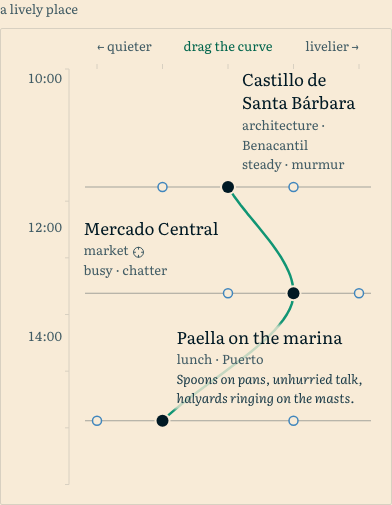 a lively place
← quieter
drag the curve
livelier →
10:00
Castillo de
Santa Bárbara
architecture ·
Benacantil
steady · murmur
12:00
Mercado Central
market
busy · chatter
14:00
Paella on the marina
lunch · Puerto
Spoons on pans, unhurried talk,
halyards ringing on the masts.